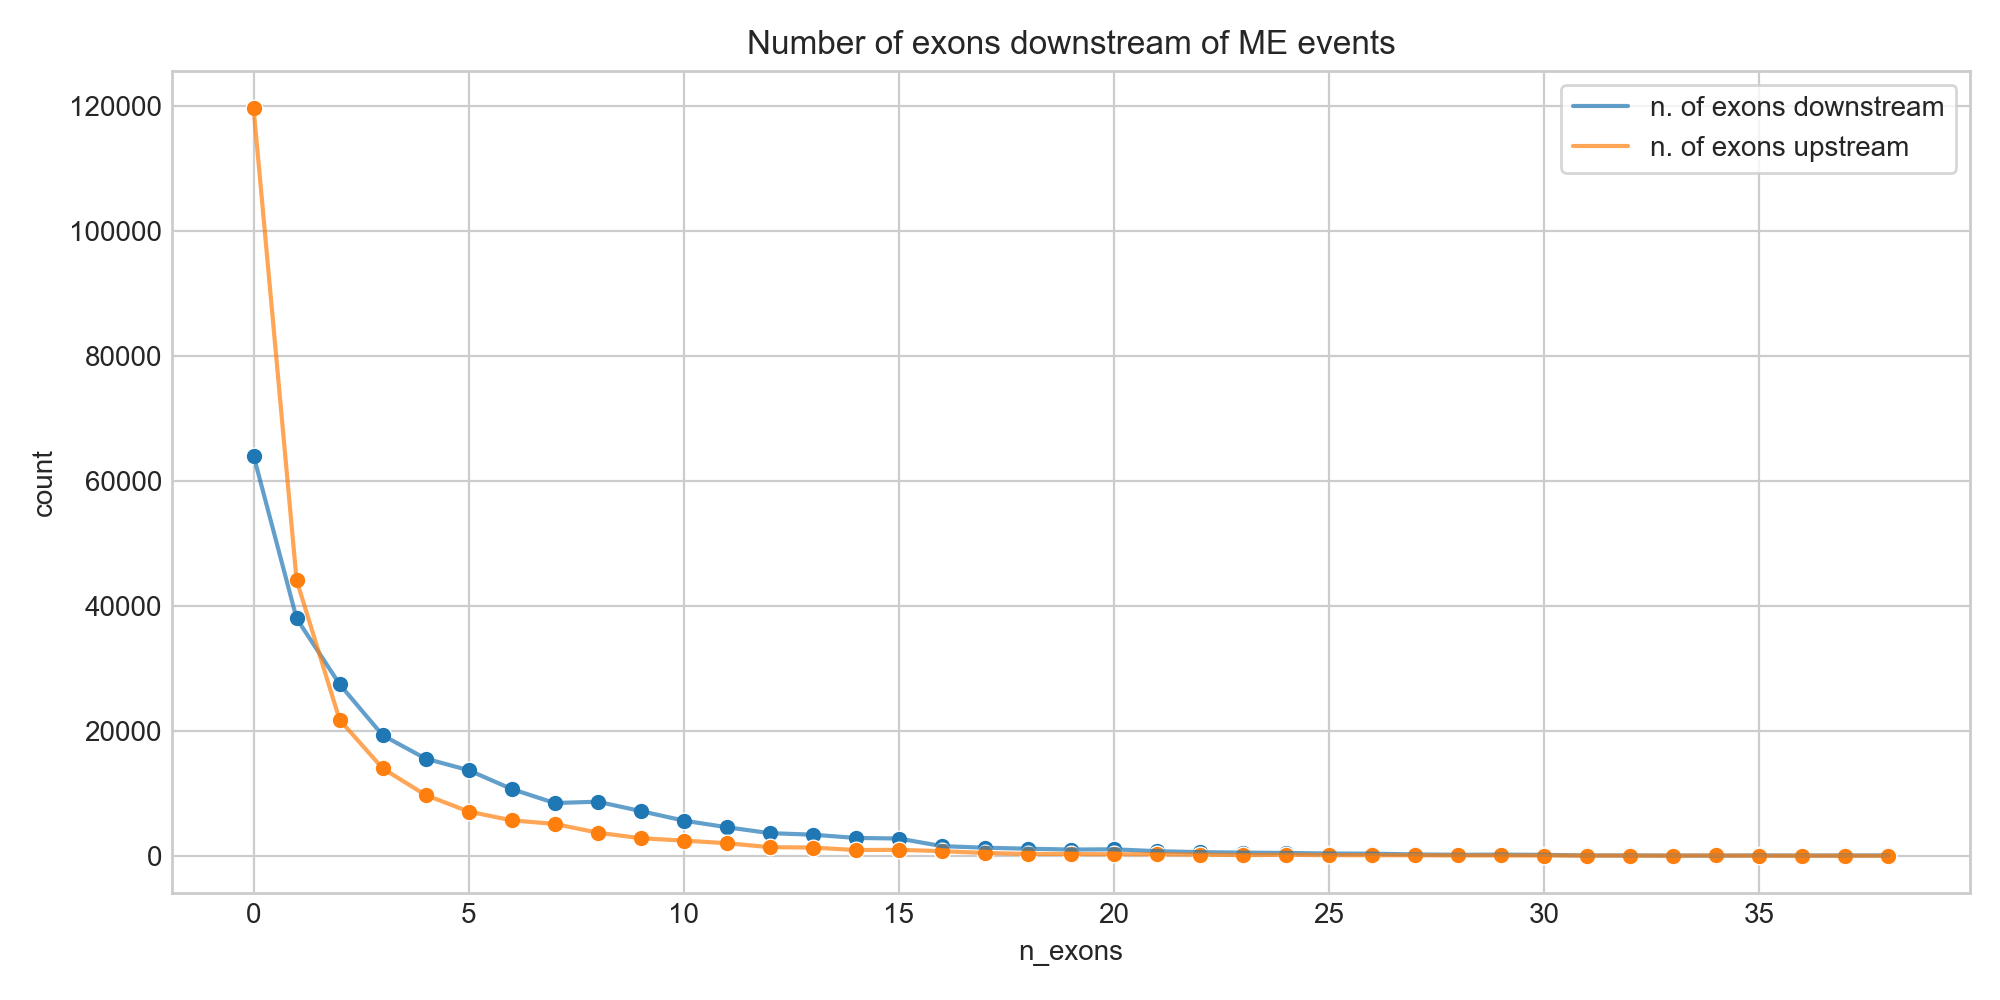 Number of exons downstream of ME events
n. of exons downstream
n. of exons upstream
120000
100000
80000
60000
40000
20000
0
count
0 5 10 15 20 25 30 35
n_exons